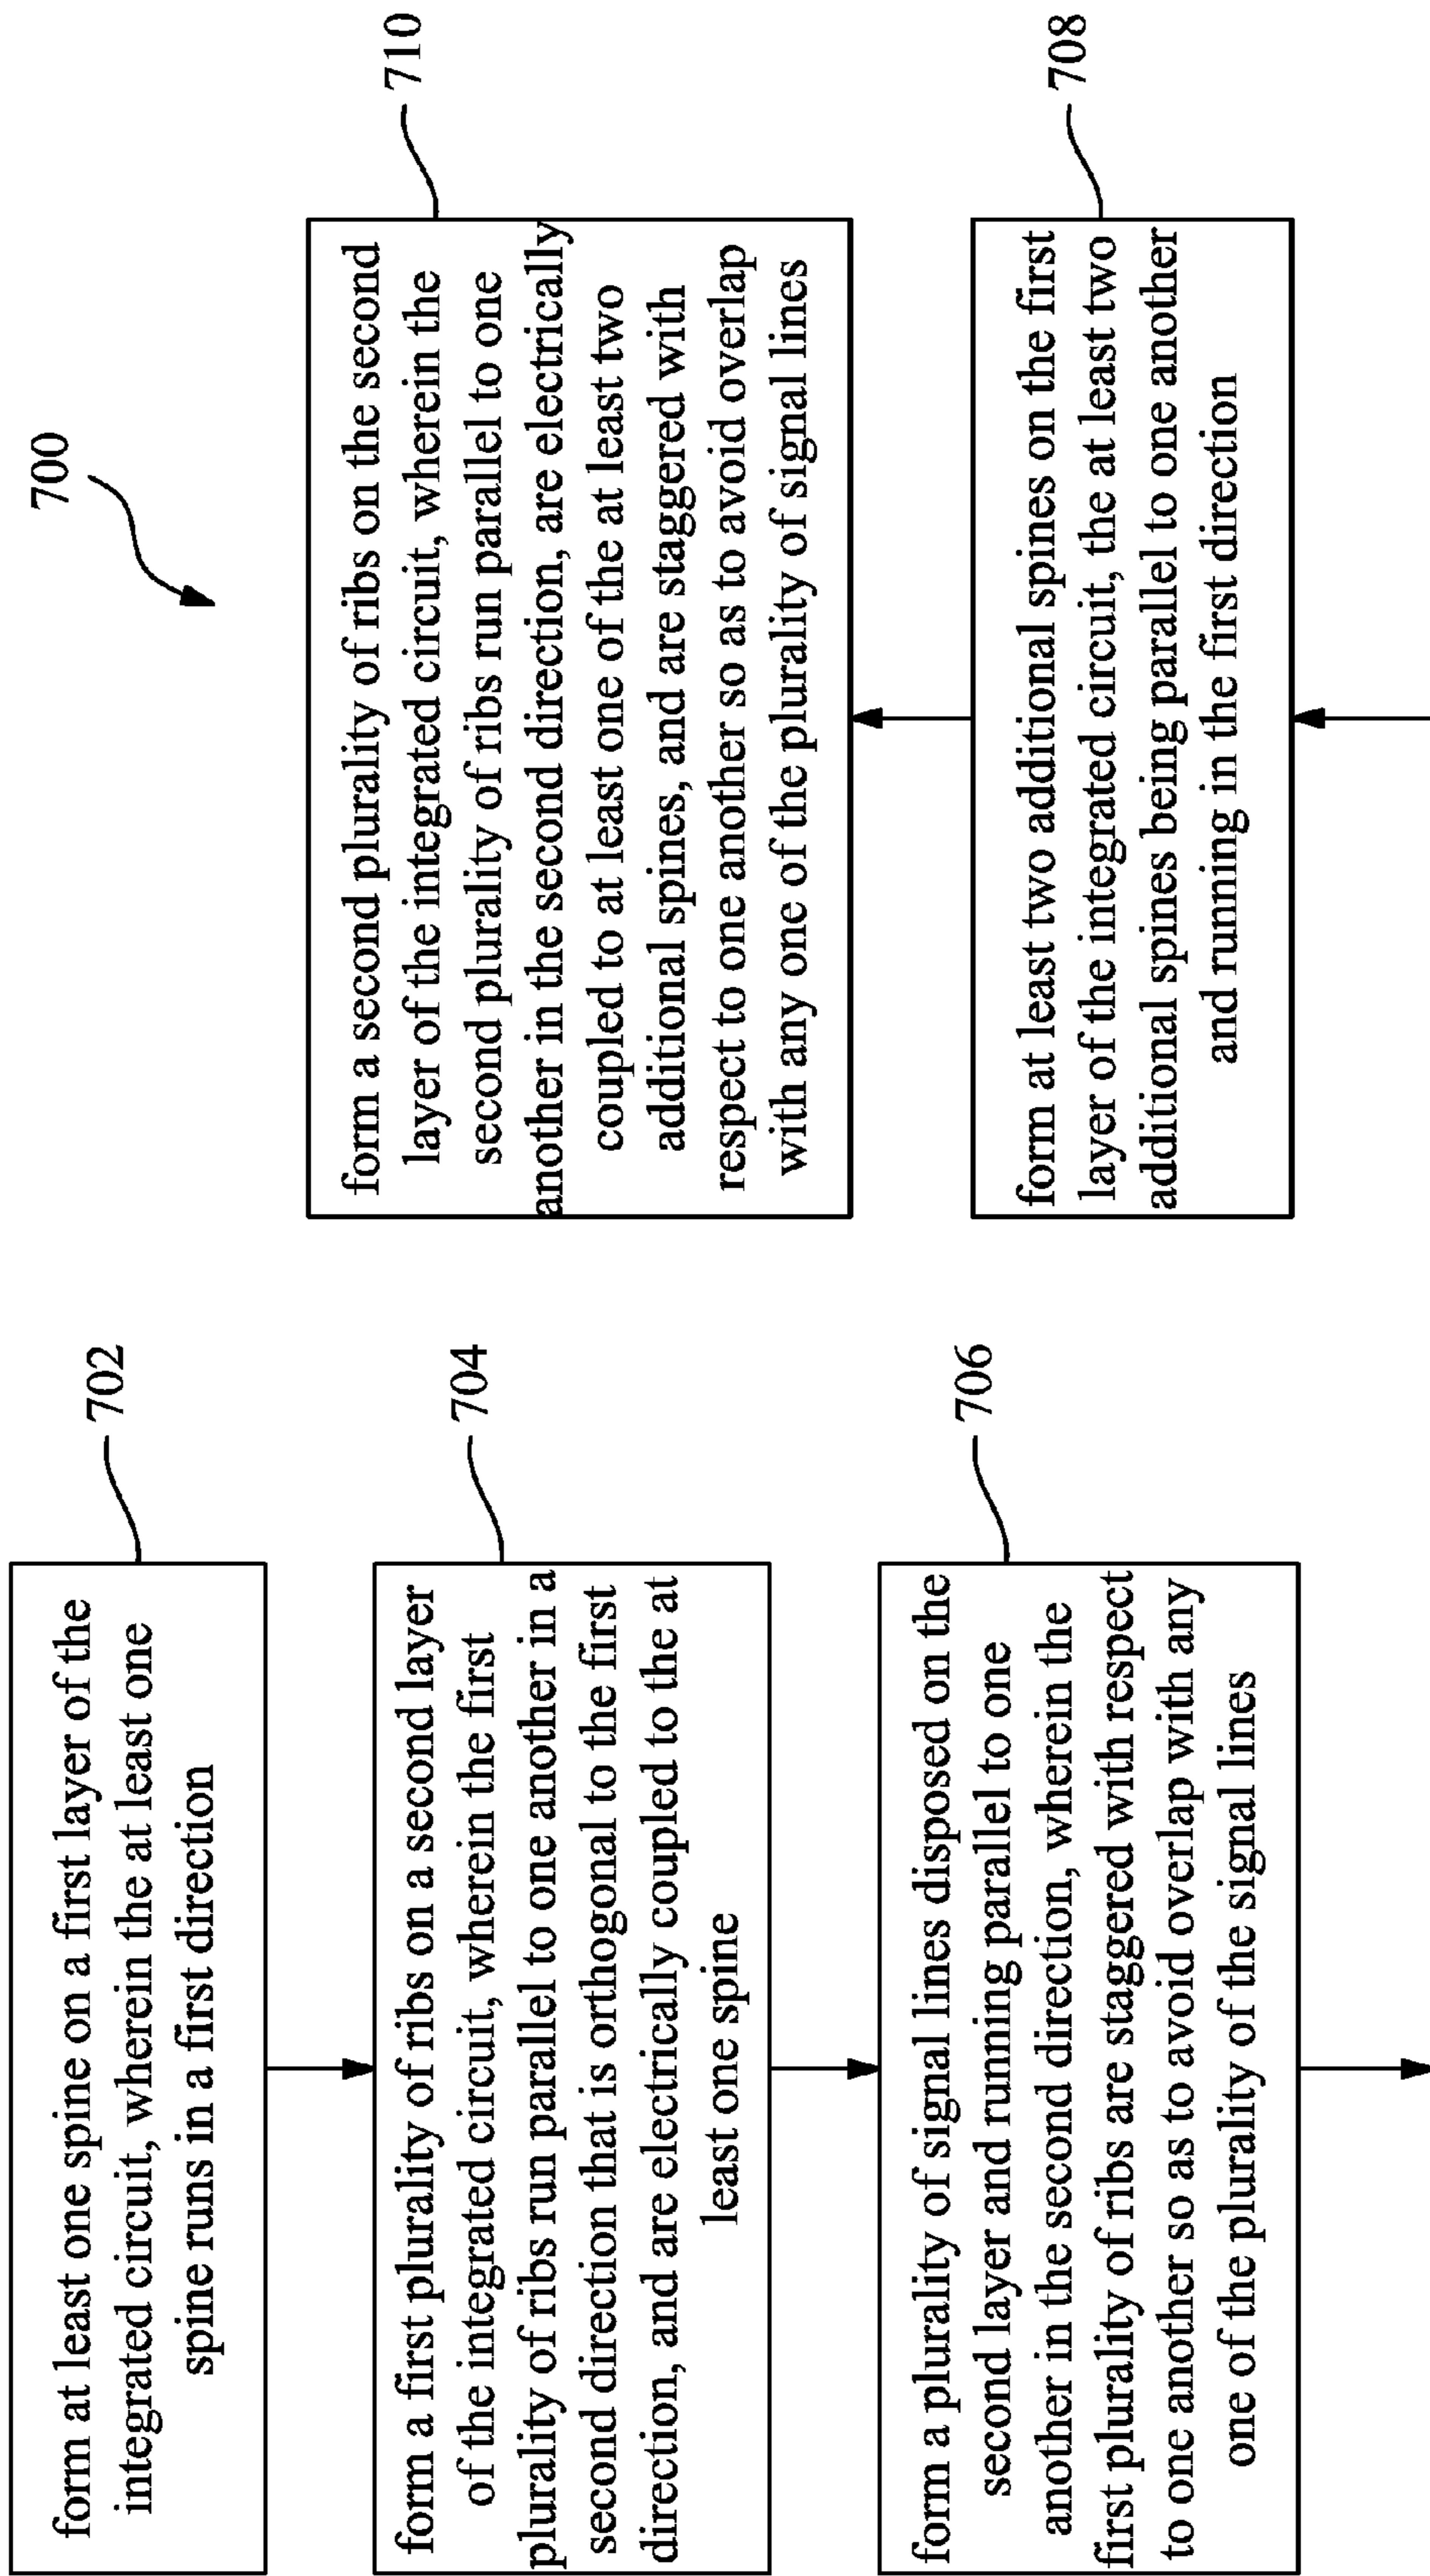 700
form at least one spine on a first layer of the
integrated circuit, wherein the at least one
spine runs in a first direction
702
form a first plurality of ribs on a second layer
of the integrated circuit, wherein the first
plurality of ribs run parallel to one another in a
second direction that is orthogonal to the first
direction, and are electrically coupled to the at
least one spine
704
form a plurality of signal lines disposed on the
second layer and running parallel to one
another in the second direction, wherein the
first plurality of ribs are staggered with respect
to one another so as to avoid overlap with any
one of the plurality of the signal lines
706
form at least two additional spines on the first
layer of the integrated circuit, the at least two
additional spines being parallel to one another
and running in the first direction
708
form a second plurality of ribs on the second
layer of the integrated circuit, wherein the
second plurality of ribs run parallel to one
another in the second direction, are electrically
coupled to at least one of the at least two
additional spines, and are staggered with
respect to one another so as to avoid overlap
with any one of the plurality of signal lines
710